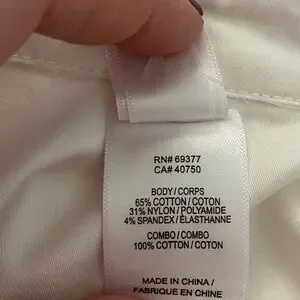 RN# 69377
CA# 40750
BODY / CORPS
65% COTTON / COTON
31% NYLON / POLYAMIDE
4% SPANDEX / ÉLASTHANNE
COMBO / COMBO
100% COTTON / COTON
MADE IN CHINA /
FABRIQUE EN CHINE